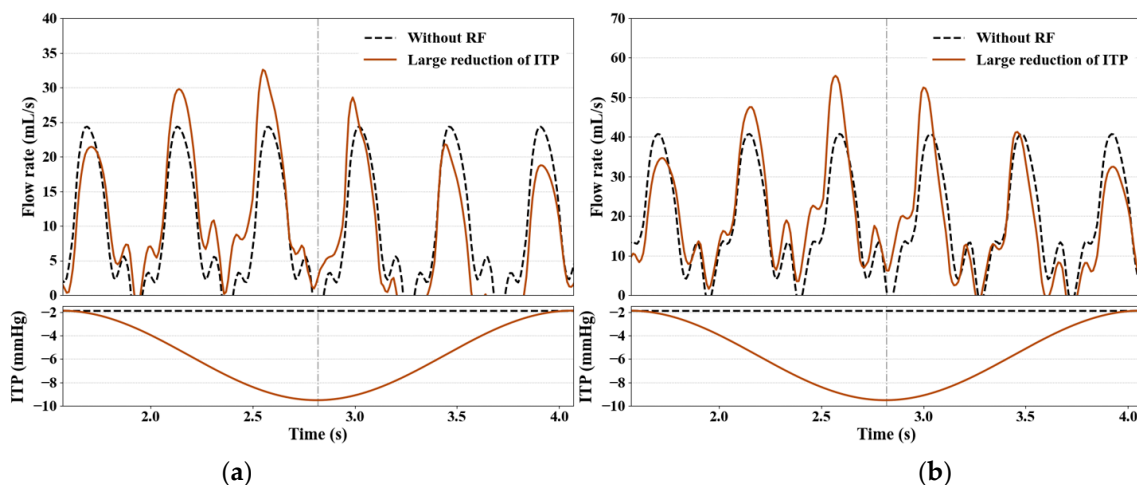 40
35
30
25
20
15
10
5
0
Flow rate (mL/s)
Without RF
Large reduction of ITP
−2
−4
−6
−8
−10
ITP (mmHg)
2.0 2.5 3.0 3.5 4.0
Time (s)
(a)
70
60
50
40
30
20
10
0
Flow rate (mL/s)
Without RF
Large reduction of ITP
−2
−4
−6
−8
−10
ITP (mmHg)
2.0 2.5 3.0 3.5 4.0
Time (s)
(b)